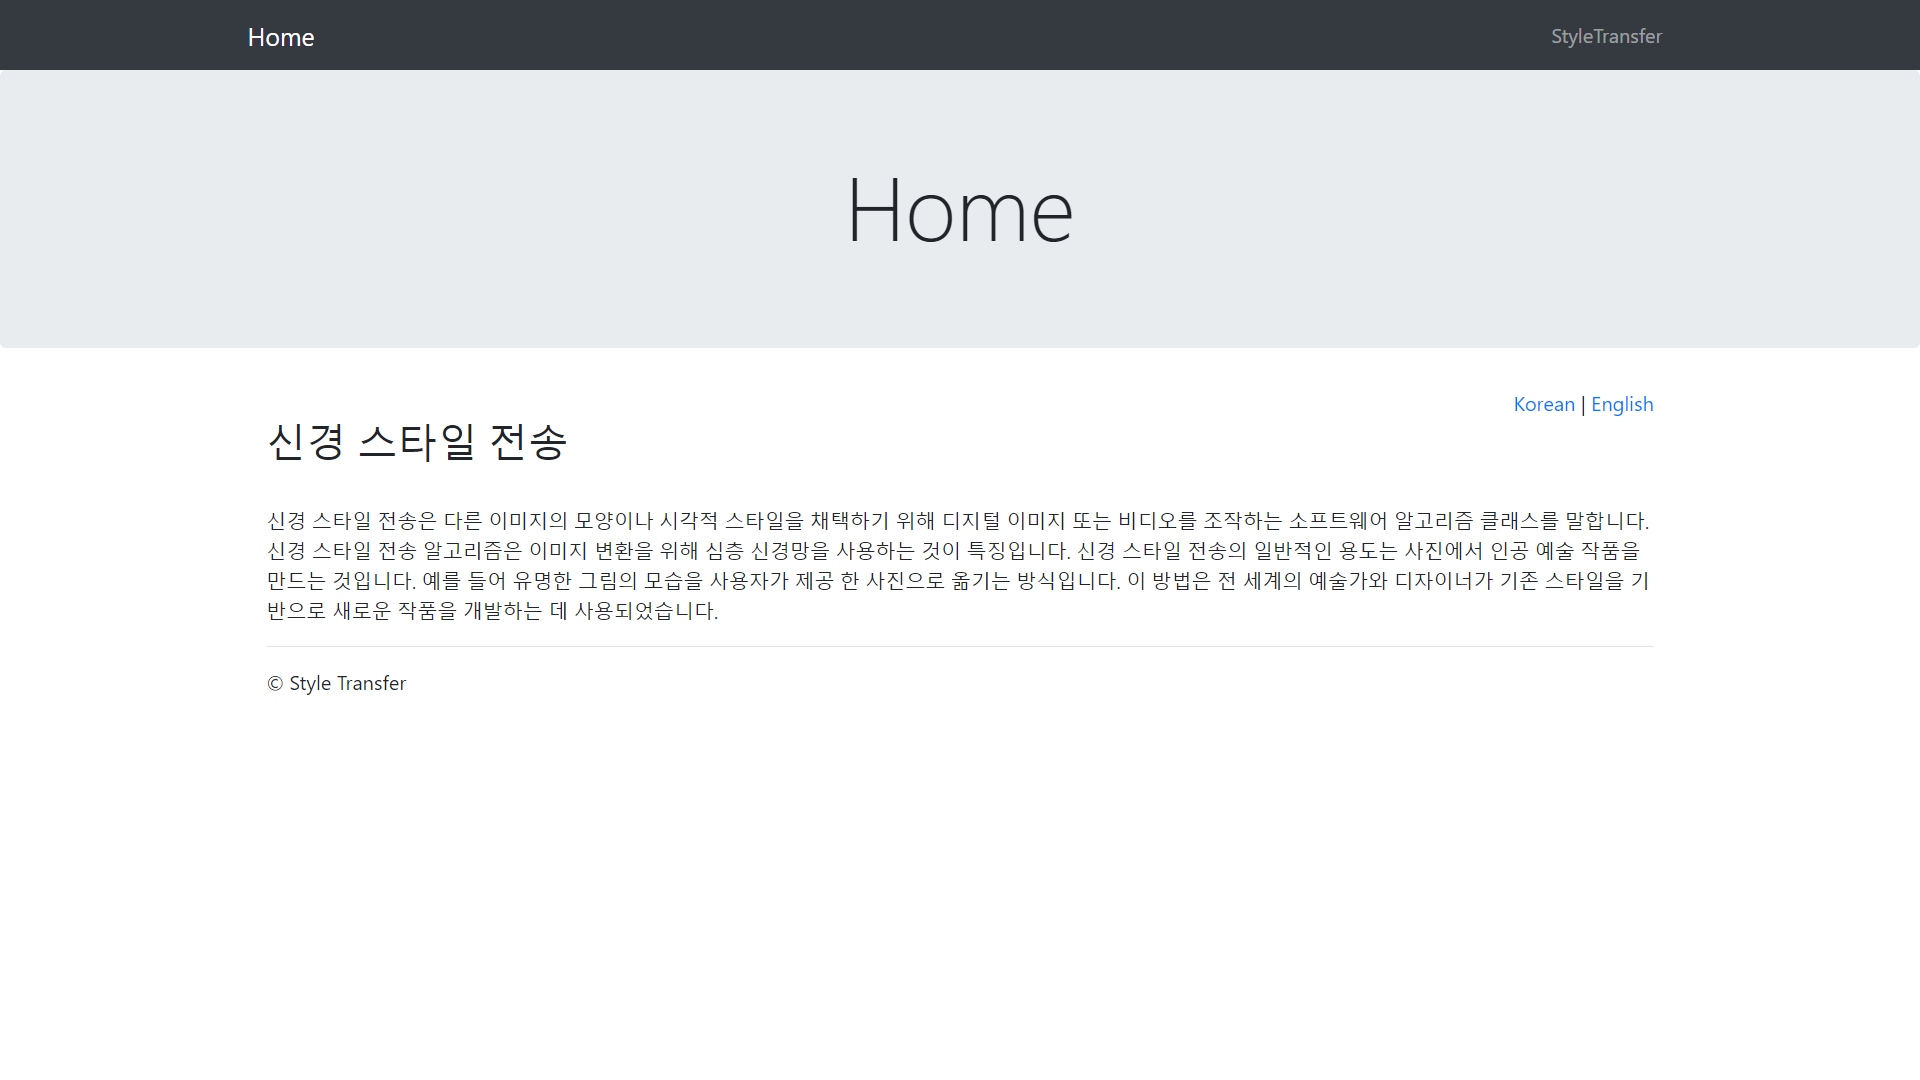 Home
StyleTransfer
Home
Korean | English
신경 스타일 전송
신경 스타일 전송은 다른 이미지의 모양이나 시각적 스타일을 채택하기 위해 디지털 이미지 또는 비디오를 조작하는 소프트웨어 알고리즘 클래스를 말합니다.
신경 스타일 전송 알고리즘은 이미지 변환을 위해 심층 신경망을 사용하는 것이 특징입니다. 신경 스타일 전송의 일반적인 용도는 사진에서 인공 예술 작품을
만드는 것입니다. 예를 들어 유명한 그림의 모습을 사용자가 제공 한 사진으로 옮기는 방식입니다. 이 방법은 전 세계의 예술가와 디자이너가 기존 스타일을 기
반으로 새로운 작품을 개발하는 데 사용되었습니다.
© Style Transfer